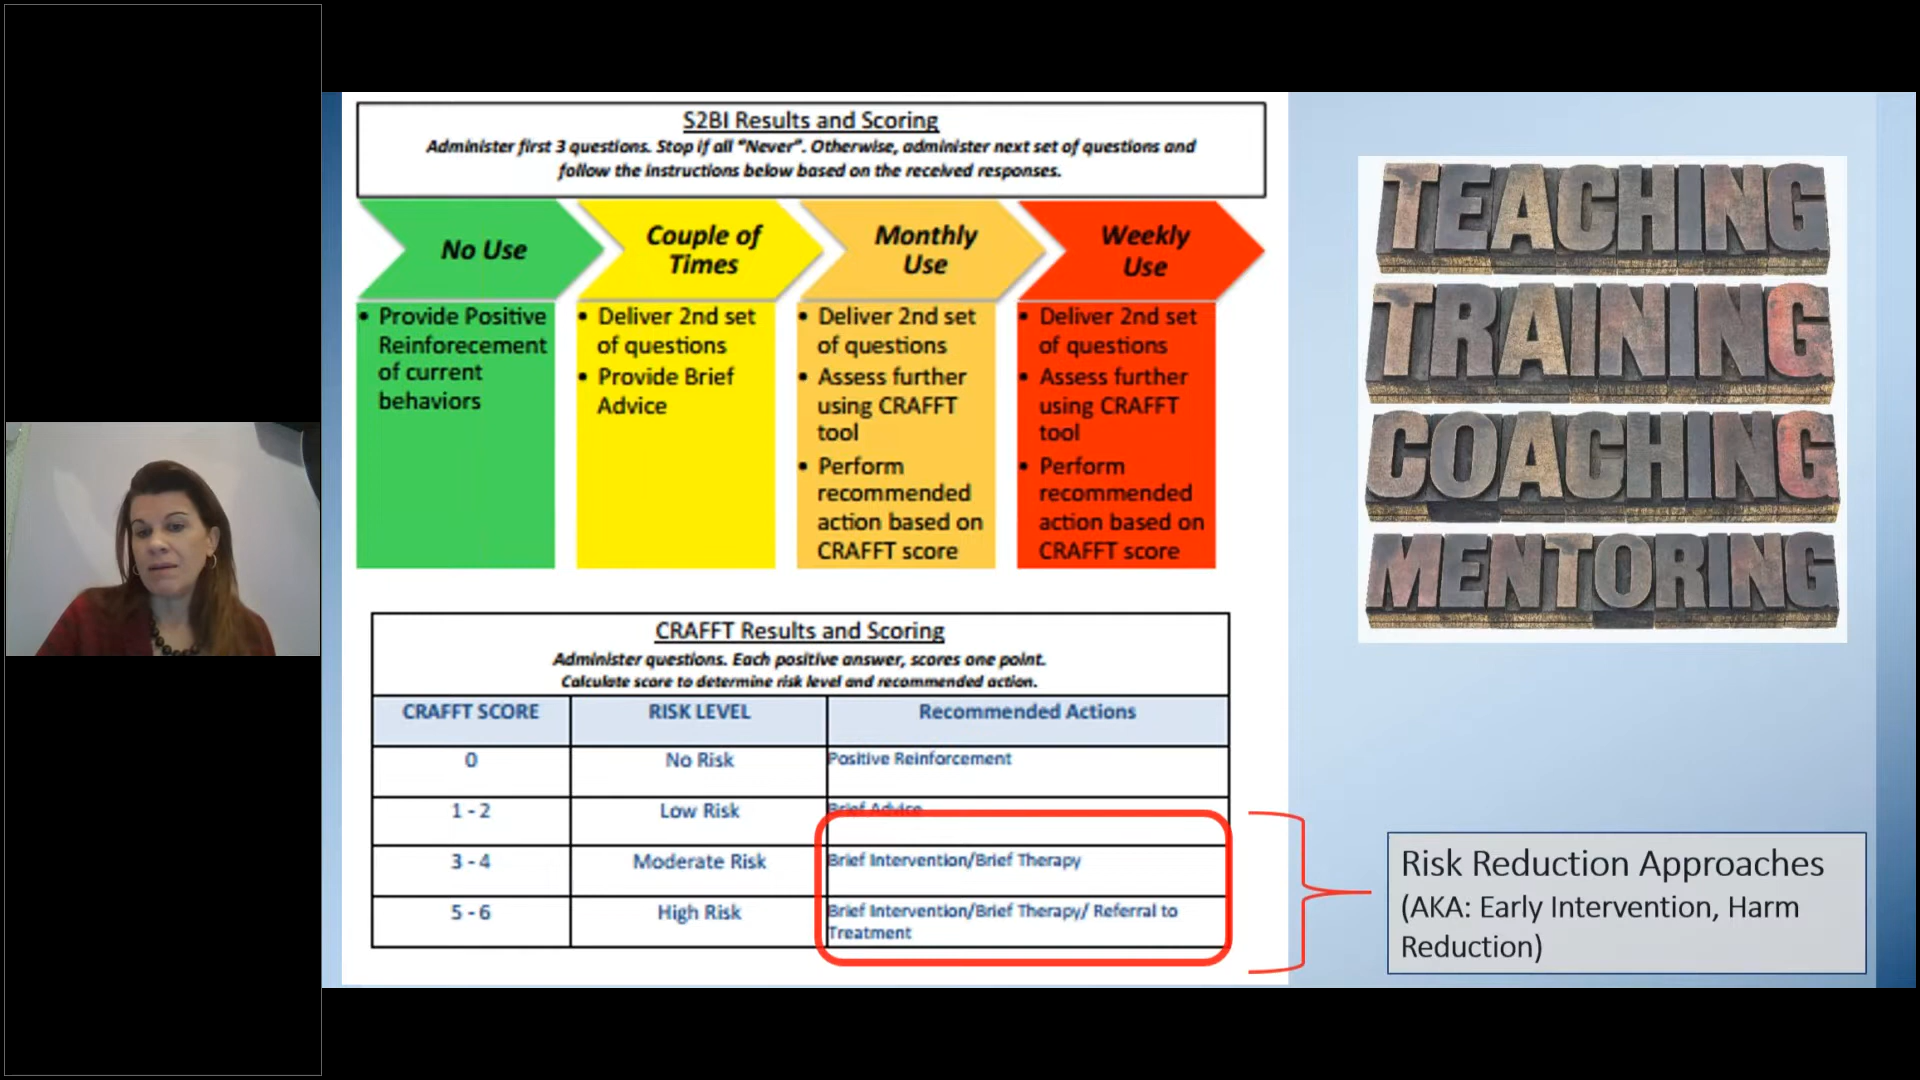 S2BI Results and Scoring
Administer first 3 questions. Stop if all “Never”. Otherwise, administer next set of questions and
follow the instructions below based on the received responses.
No Use
Couple of
Times
Monthly
Use
Weekly
Use
• Provide Positive
Reinforecement
of current
behaviors
• Deliver 2nd set
of questions
• Provide Brief
Advice
• Deliver 2nd set
of questions
• Assess further
using CRAFFT
tool
• Perform
recommended
action based on
CRAFFT score
• Deliver 2nd set
of questions
• Assess further
using CRAFFT
tool
• Perform
recommended
action based on
CRAFFT score
CRAFFT Results and Scoring
Administer questions. Each positive answer, scores one point.
Calculate score to determine risk level and recommended action.
CRAFFT SCORE RISK LEVEL Recommended Actions
0 No Risk Positive Reinforcement
1 - 2 Low Risk Brief Advice
3 - 4 Moderate Risk Brief Intervention/Brief Therapy
5 - 6 High Risk Brief Intervention/Brief Therapy/ Referral to
Treatment
TEACHING
TRAINING
COACHING
MENTORING
Risk Reduction Approaches
(AKA: Early Intervention, Harm
Reduction)